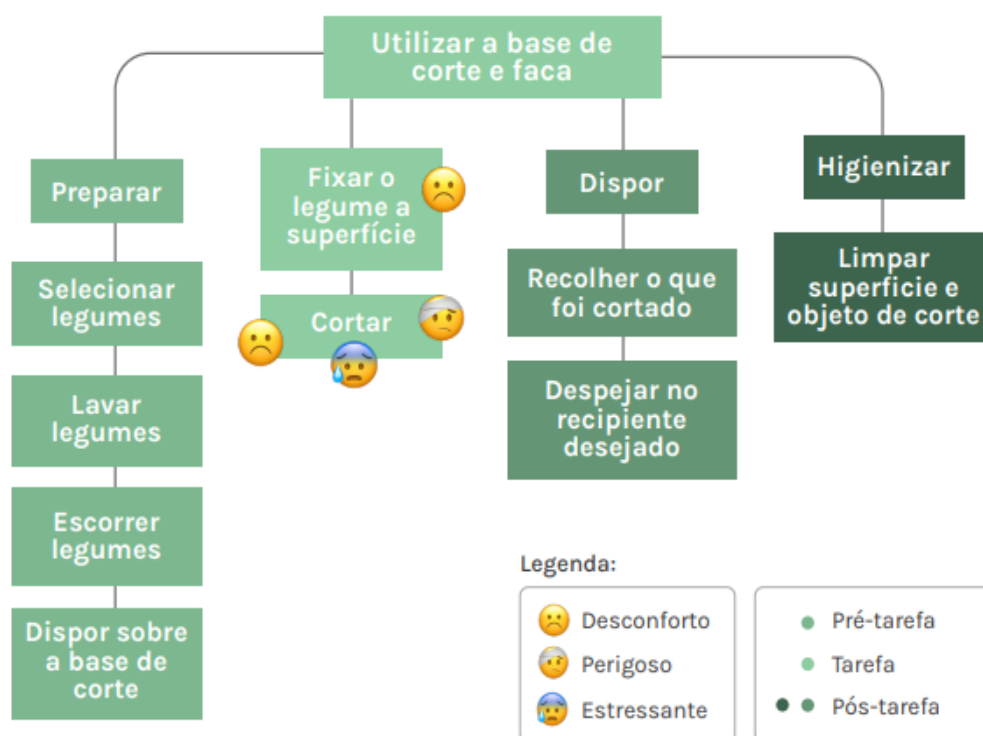 Utilizar a base de
corte e faca
Preparar
Selecionar
legumes
Lavar
legumes
Escorrer
legumes
Dispor sobre
a base de
corte
Fixar o
legume a
superfície
Cortar
Dispor
Recolher o que
foi cortado
Despejar no
recipiente
desejado
Higienizar
Limpar
superficie e
objeto de corte
Legenda:
Desconforto
Perigoso
Estressante
Pré-tarefa
Tarefa
Pós-tarefa